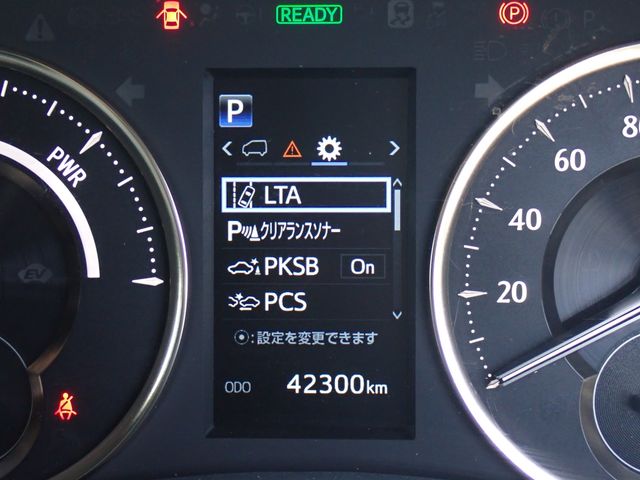 READY
P
P
PWR
EV
80
60
40
20
LTA
Pクリアランスソナー
PKSB On
PCS
:設定を変更できます
ODO 42300km